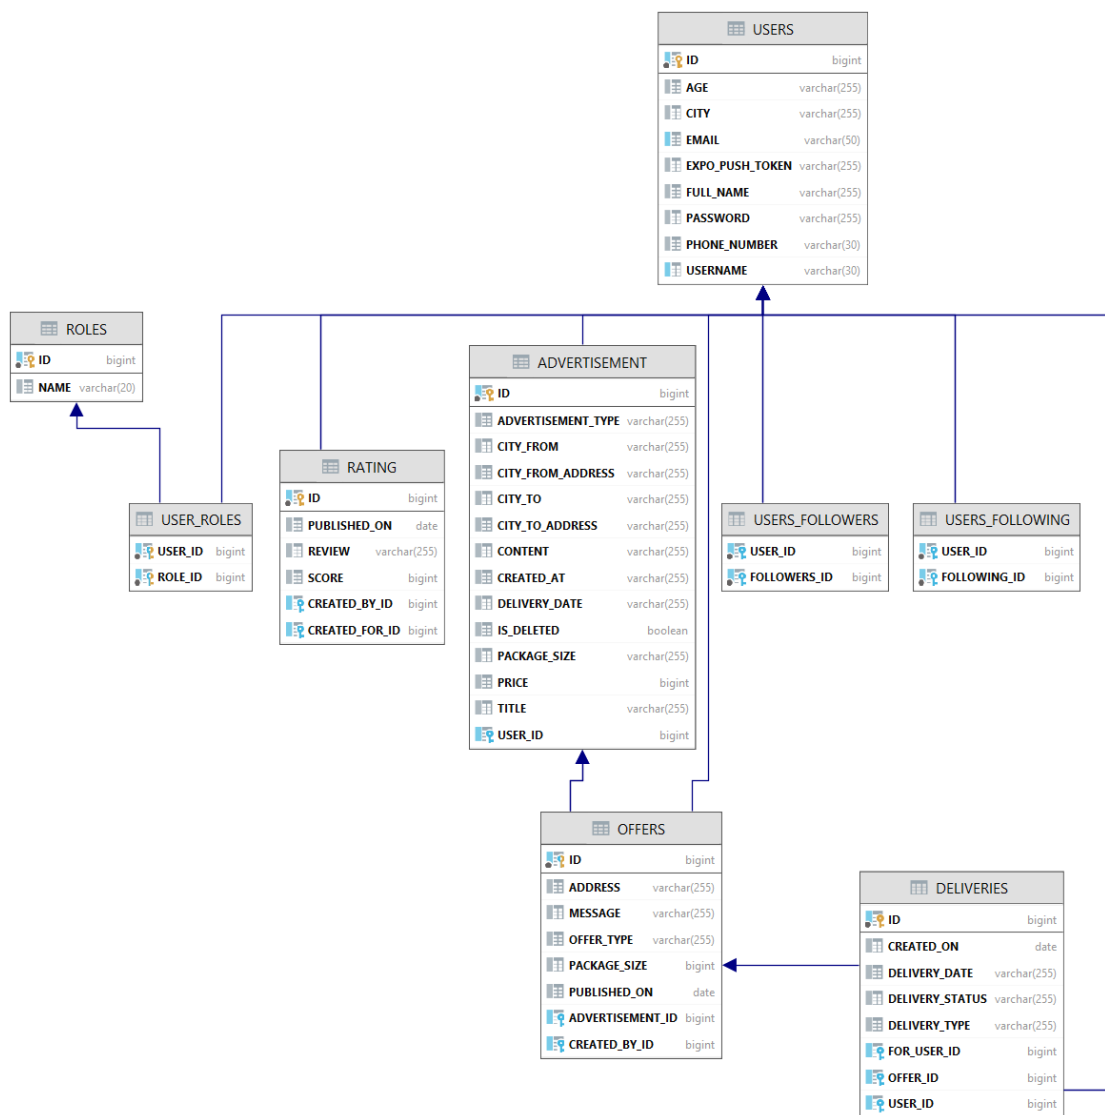 USERS
ID bigint
AGE varchar(255)
CITY varchar(255)
EMAIL varchar(50)
EXPO_PUSH_TOKEN varchar(255)
FULL_NAME varchar(255)
PASSWORD varchar(255)
PHONE_NUMBER varchar(30)
USERNAME varchar(30)
ROLES
ID bigint
NAME varchar(20)
USER_ROLES
USER_ID bigint
ROLE_ID bigint
RATING
ID bigint
PUBLISHED_ON date
REVIEW varchar(255)
SCORE bigint
CREATED_BY_ID bigint
CREATED_FOR_ID bigint
ADVERTISEMENT
ID bigint
ADVERTISEMENT_TYPE varchar(255)
CITY_FROM varchar(255)
CITY_FROM_ADDRESS varchar(255)
CITY_TO varchar(255)
CITY_TO_ADDRESS varchar(255)
CONTENT varchar(255)
CREATED_AT varchar(255)
DELIVERY_DATE varchar(255)
IS_DELETED boolean
PACKAGE_SIZE varchar(255)
PRICE bigint
TITLE varchar(255)
USER_ID bigint
USERS_FOLLOWERS
USER_ID bigint
FOLLOWERS_ID bigint
USERS_FOLLOWING
USER_ID bigint
FOLLOWING_ID bigint
OFFERS
ID bigint
ADDRESS varchar(255)
MESSAGE varchar(255)
OFFER_TYPE varchar(255)
PACKAGE_SIZE bigint
PUBLISHED_ON date
ADVERTISEMENT_ID bigint
CREATED_BY_ID bigint
DELIVERIES
ID bigint
CREATED_ON date
DELIVERY_DATE varchar(255)
DELIVERY_STATUS varchar(255)
DELIVERY_TYPE varchar(255)
FOR_USER_ID bigint
OFFER_ID bigint
USER_ID bigint